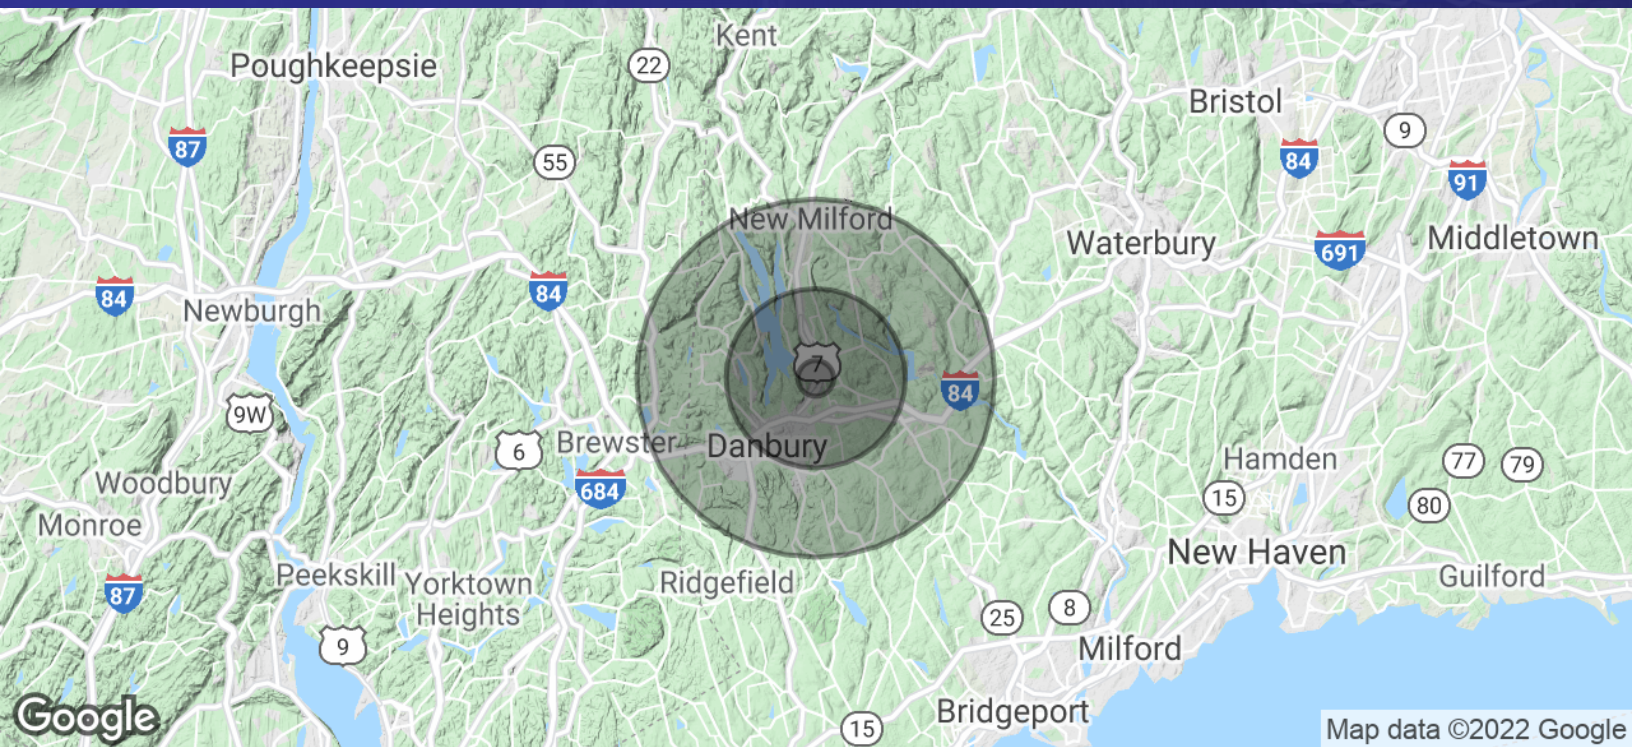 Kent
Poughkeepsie
22
Bristol
9
87
84
55
91
New Milford
Waterbury
Middletown
691
84
84
Newburgh
7
84
9W
6
Brewster
Danbury
Hamden
77
79
684
Woodbury
15
80
Monroe
New Haven
Peekskill
Yorktown
Heights
Ridgefield
Guilford
87
8
25
9
Milford
Bridgeport
Google
15
Map data ©2022 Google